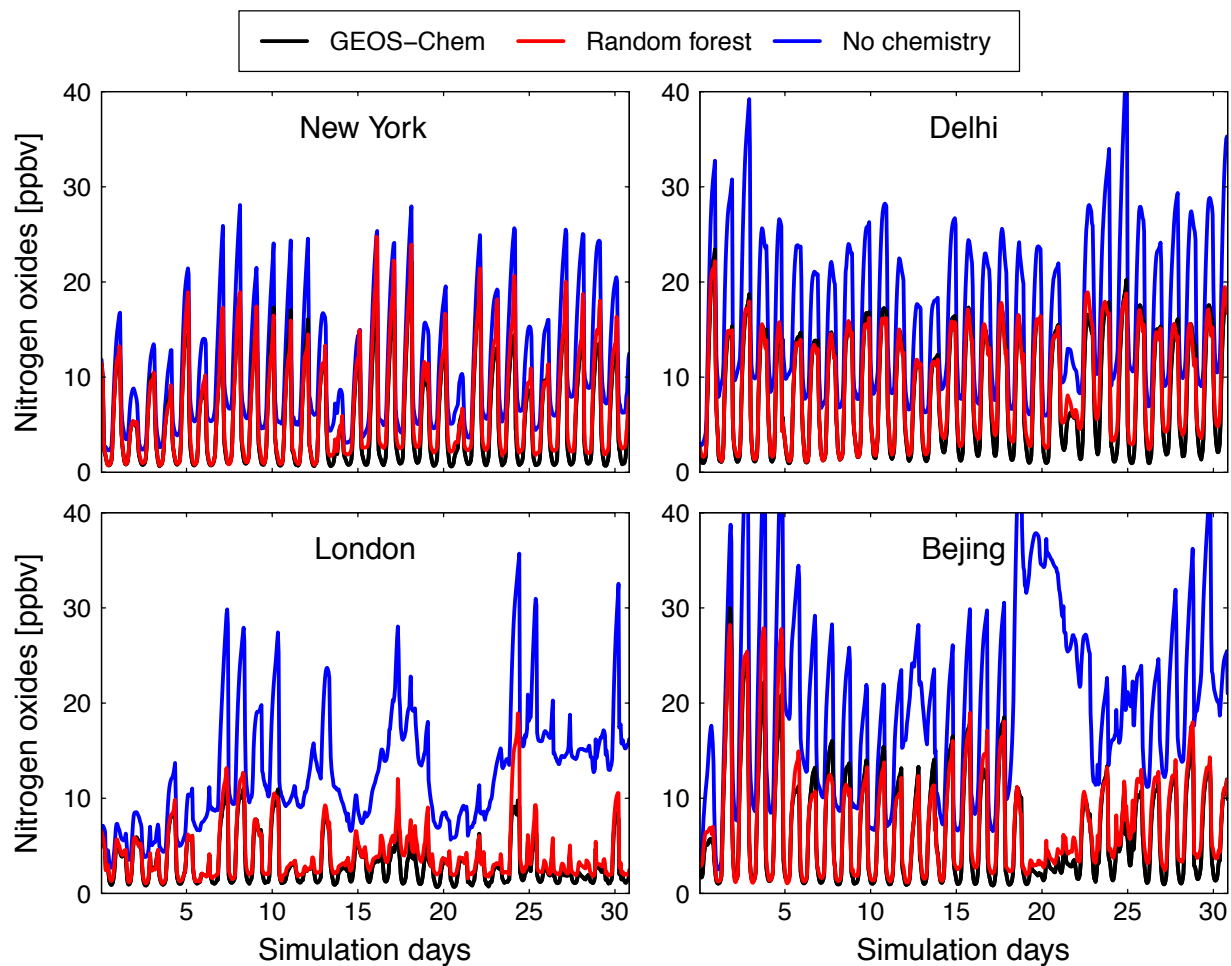 GEOS−Chem Random forest No chemistry
New York
Delhi
Nitrogen oxides [ppbv]
40
30
20
10
0
40
30
20
10
0
London
Bejing
Nitrogen oxides [ppbv]
40
30
20
10
0
40
30
20
10
0
5 10 15 20 25 30
5 10 15 20 25 30
Simulation days
Simulation days